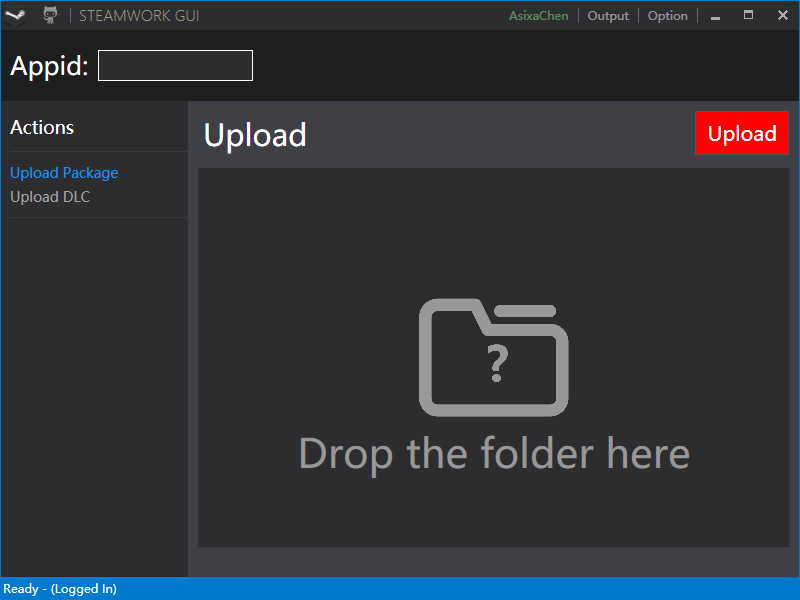 STEAMWORK GUI
AsixaChen
Output
Option
Appid:
Actions
Upload Package
Upload DLC
Upload
Upload
?
Drop the folder here
Ready - (Logged In)